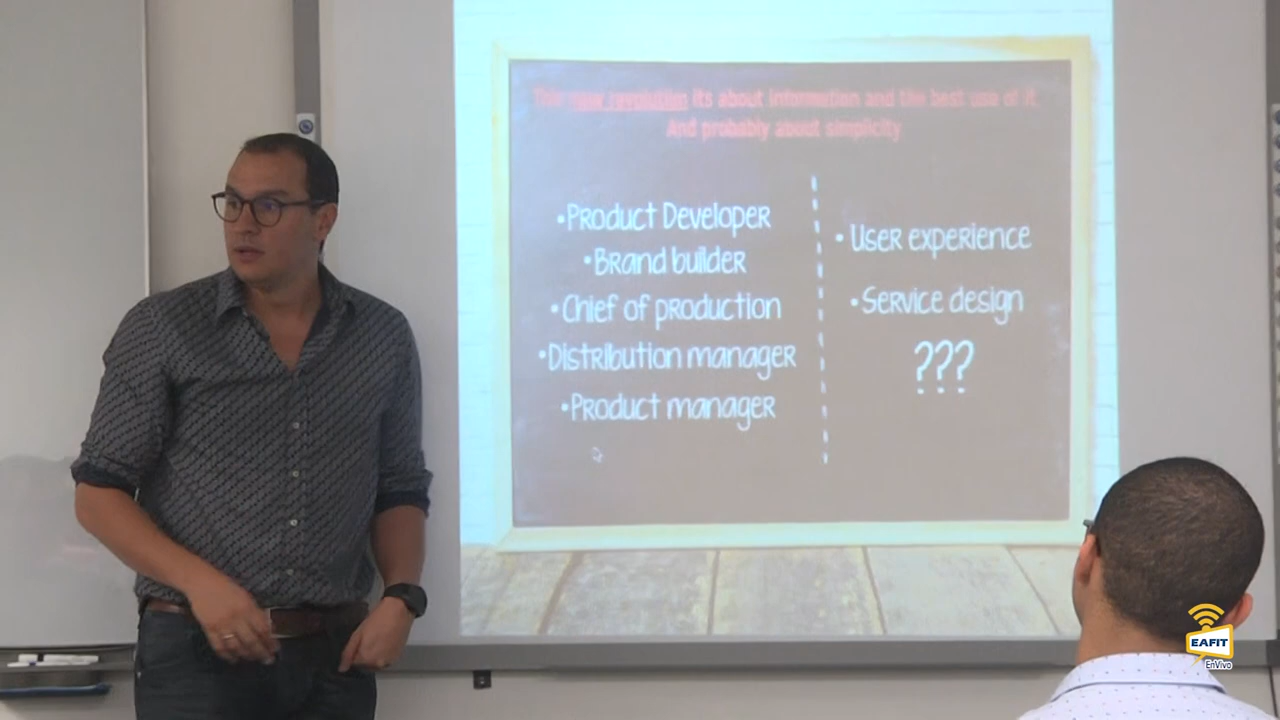 This new revolution its about information and the best use of it
And probably about simplicity
•Product Developer
•Brand builder
•Chief of production
•Distribution manager
•Product manager
• User experience
•Service design
???
EAFIT
EnVivo